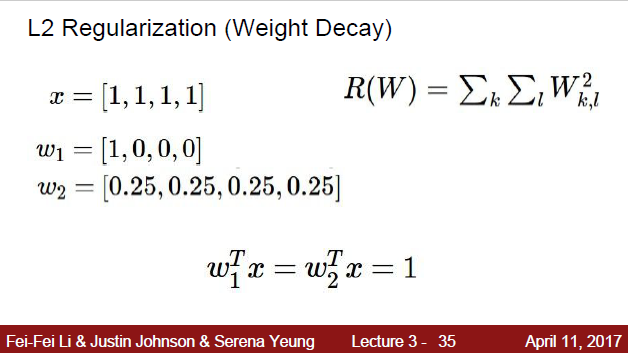 L2 Regularization (Weight Decay)
x = [1, 1, 1, 1]
R(W) = ∑_k ∑_l W_{k,l}^2
w_1 = [1, 0, 0, 0]
w_2 = [0.25, 0.25, 0.25, 0.25]
w_1^T x = w_2^T x = 1
Fei-Fei Li & Justin Johnson & Serena Yeung Lecture 3 - 35 April 11, 2017